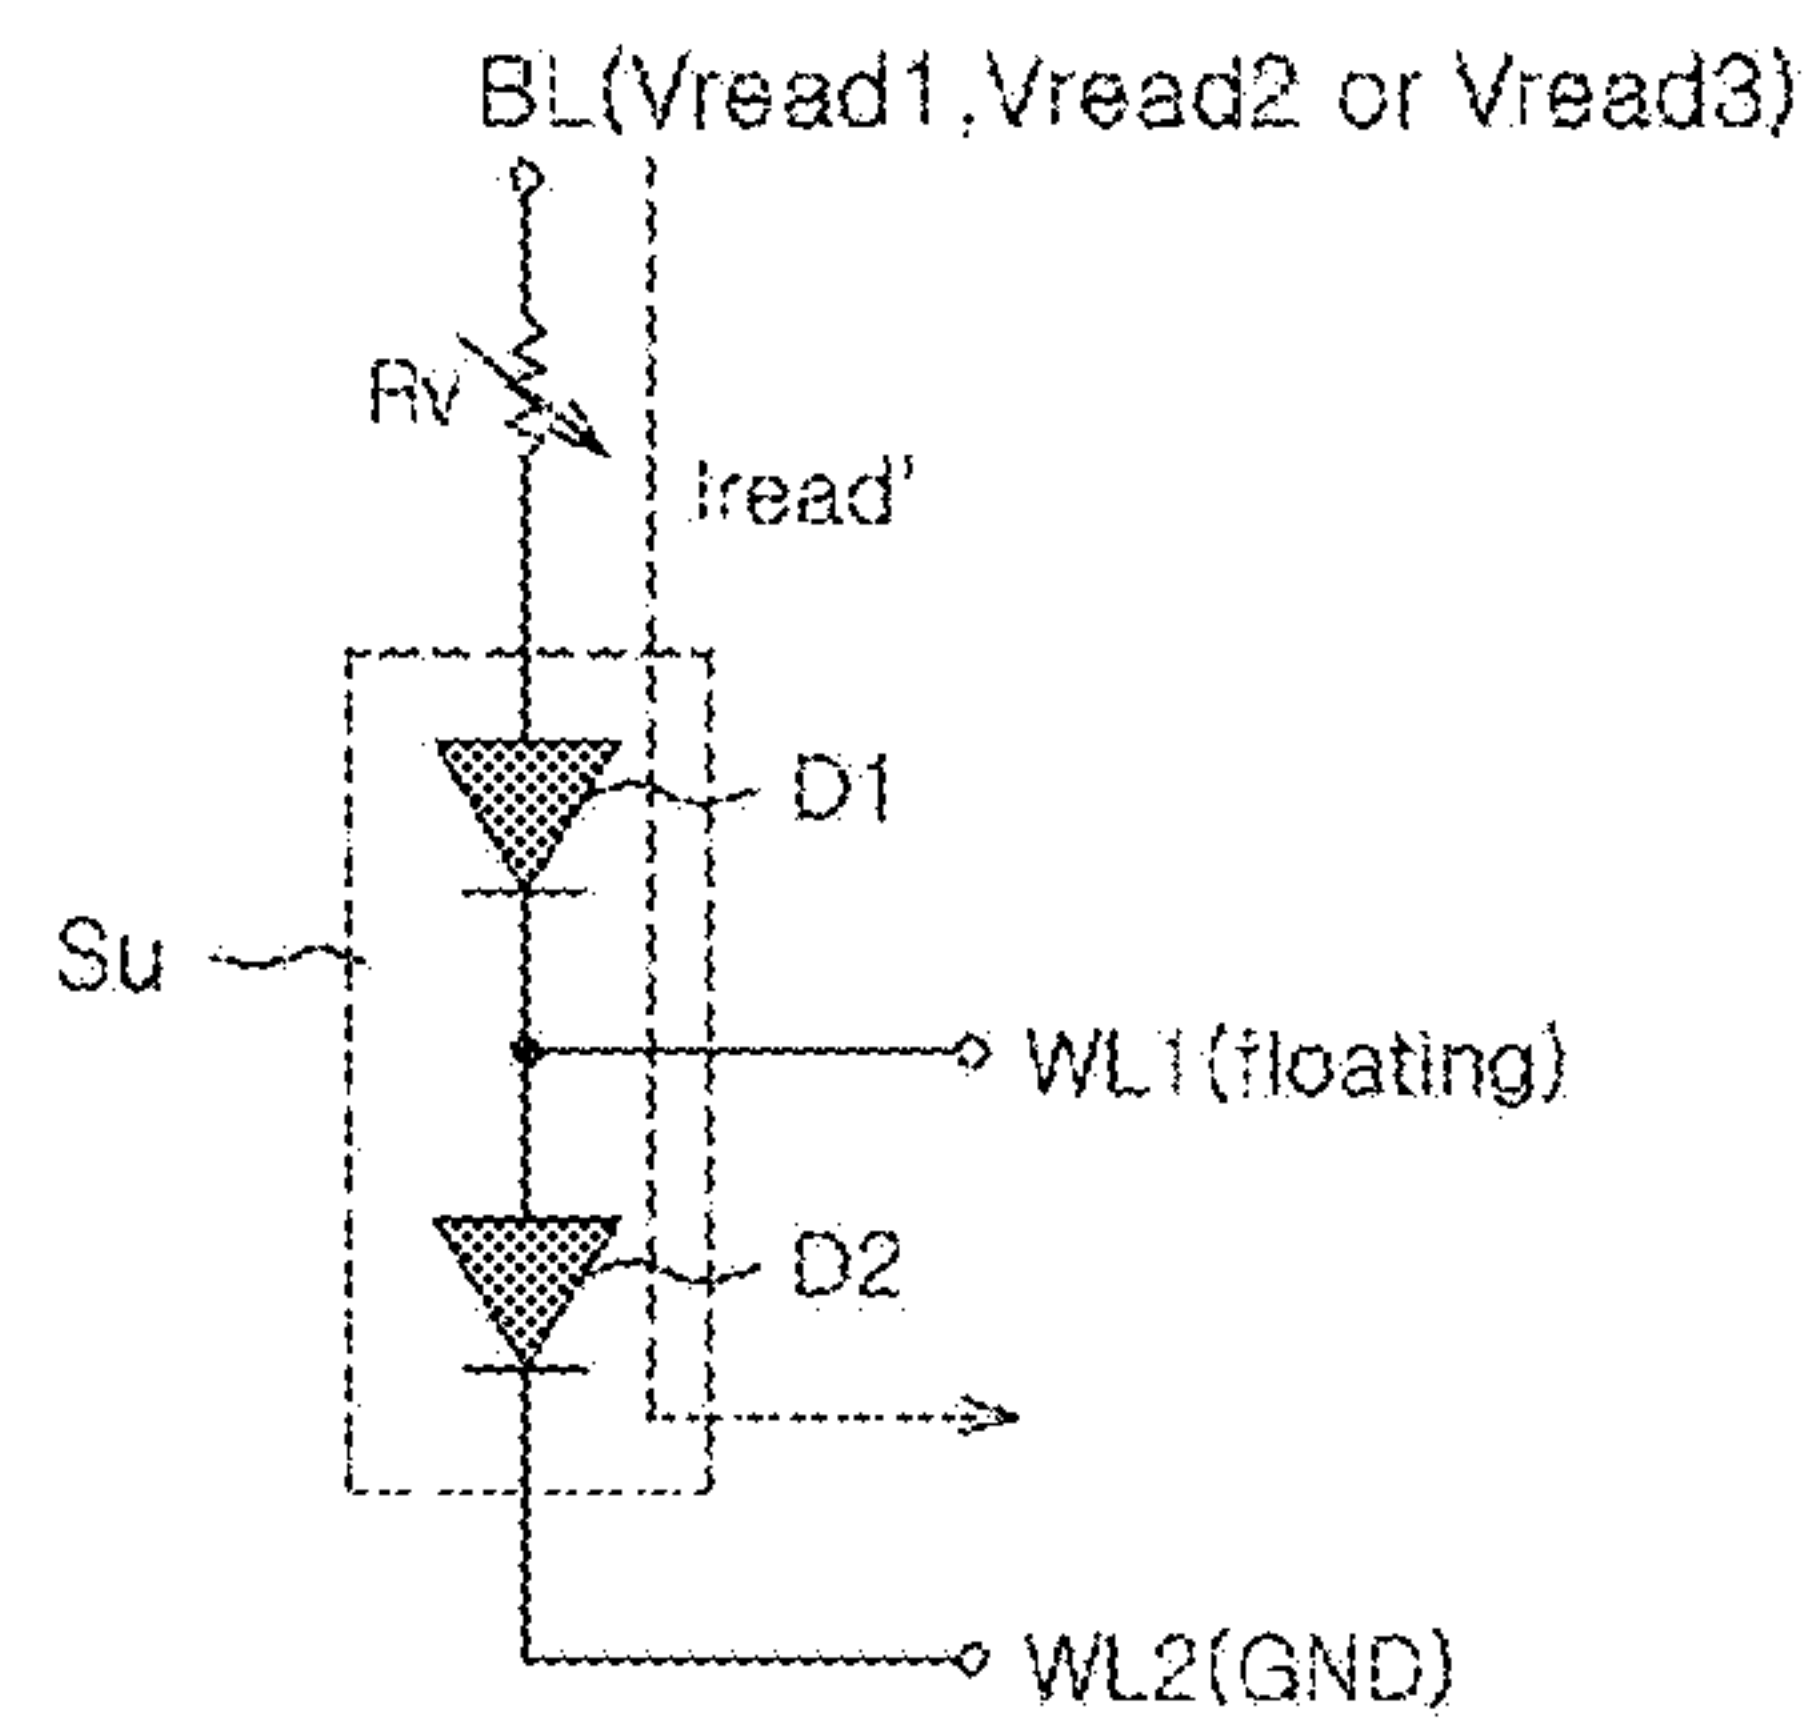 BL(Vread1,Vread2 or Vread3)
Rv
Iread'
D1
Su
WL1(floating)
D2
WL2(GND)